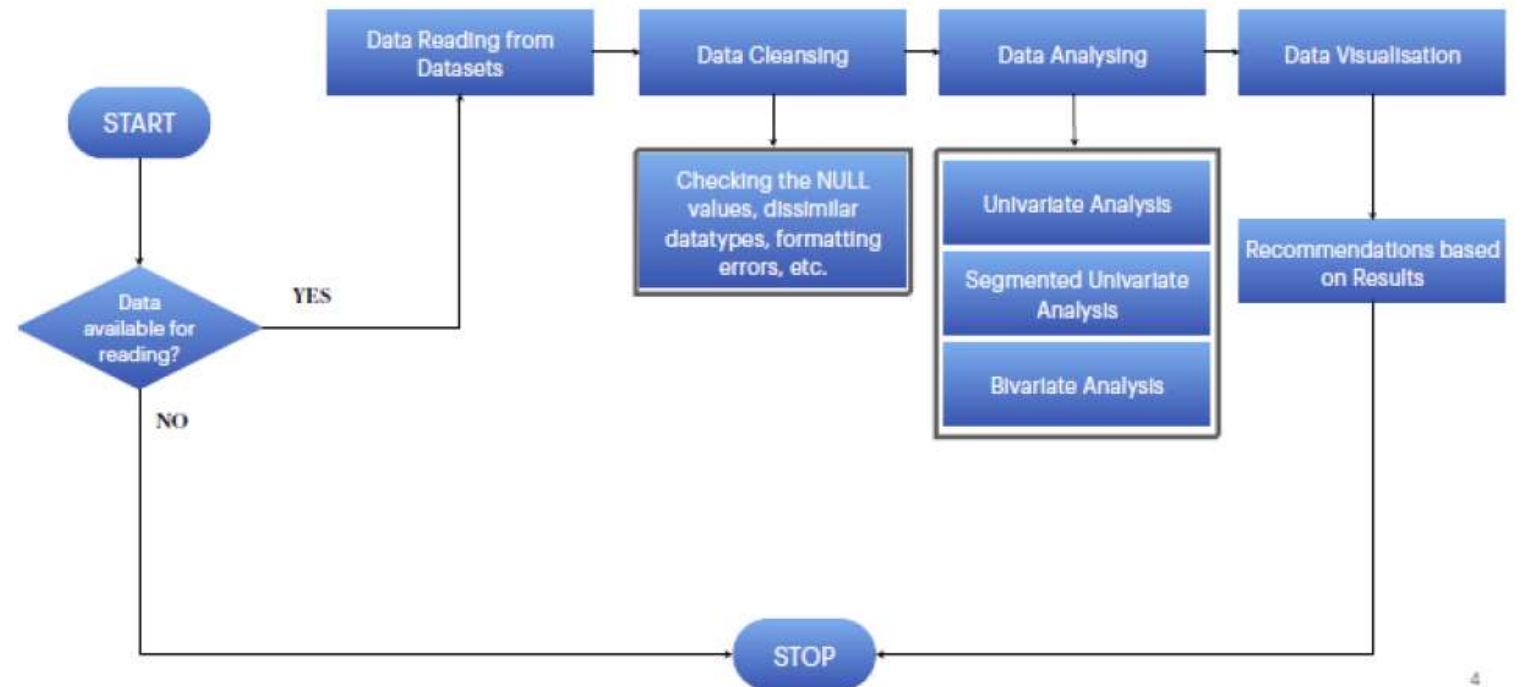 START
Data
available for
reading?
YES
NO
Data Reading from
Datasets
Data Cleansing
Checking the NULL
values, dissimilar
datatypes, formatting
errors, etc.
Data Analysing
Univariate Analysis
Segmented Univariate
Analysis
Bivariate Analysis
Data Visualisation
Recommendations based
on Results
STOP
4